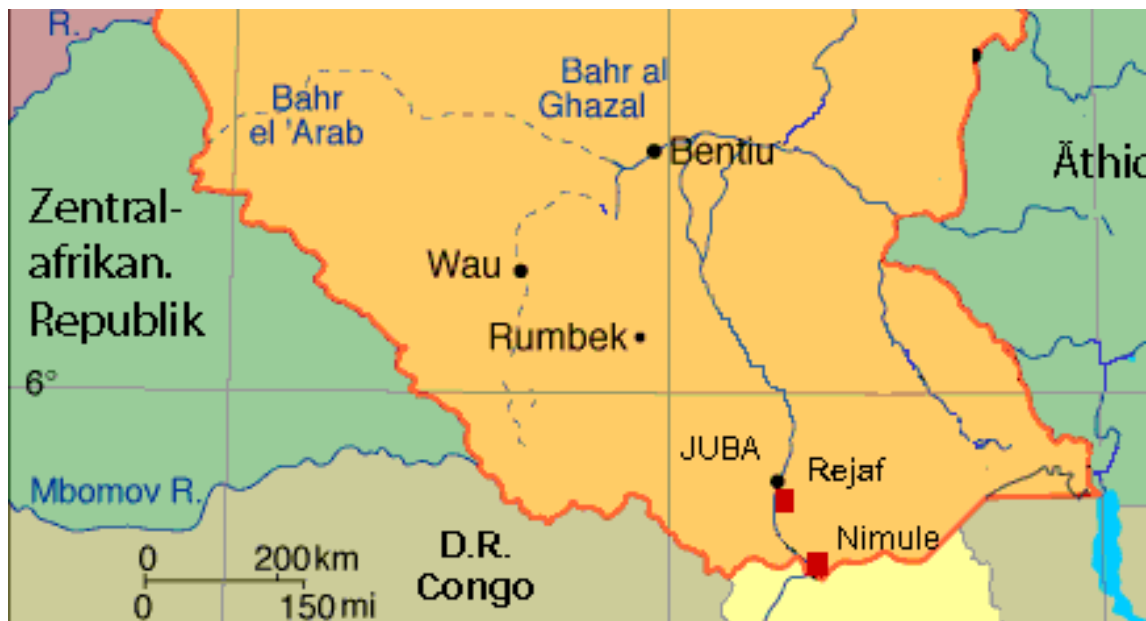 R.
Bahr
el 'Arab
Bahr al
Ghazal
Bentiu
Äthio
Zentral-
afrikan.
Republik
Wau
Rumbek
6°
JUBA
Rejaf
Mbomov R.
Nimule
D.R.
Congo
0 200 km
0 150 mi